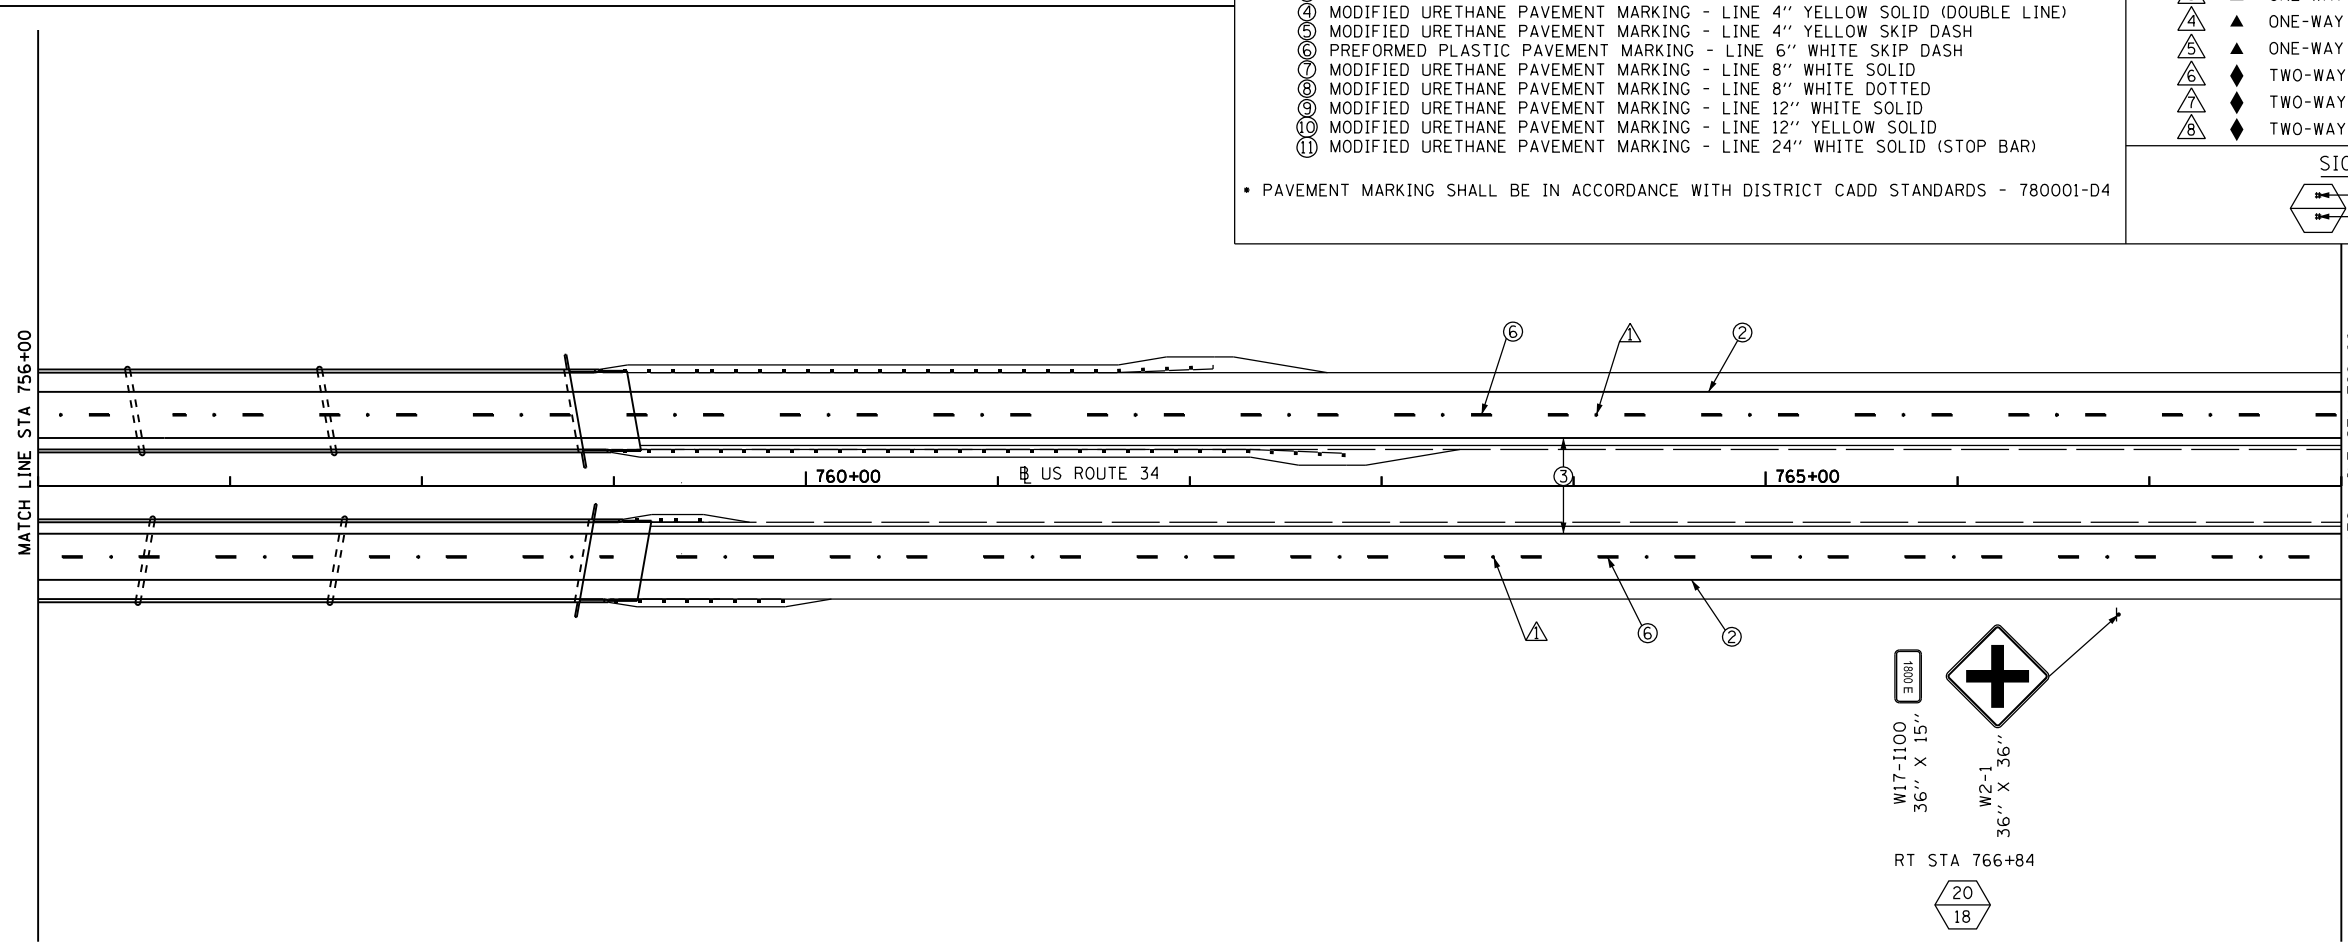 ④ MODIFIED URETHANE PAVEMENT MARKING - LINE 4'' YELLOW SOLID (DOUBLE LINE)
⑤ MODIFIED URETHANE PAVEMENT MARKING - LINE 4'' YELLOW SKIP DASH
⑥ PREFORMED PLASTIC PAVEMENT MARKING - LINE 6'' WHITE SKIP DASH
⑦ MODIFIED URETHANE PAVEMENT MARKING - LINE 8'' WHITE SOLID
⑧ MODIFIED URETHANE PAVEMENT MARKING - LINE 8'' WHITE DOTTED
⑨ MODIFIED URETHANE PAVEMENT MARKING - LINE 12'' WHITE SOLID
⑩ MODIFIED URETHANE PAVEMENT MARKING - LINE 12'' YELLOW SOLID
⑪ MODIFIED URETHANE PAVEMENT MARKING - LINE 24'' WHITE SOLID (STOP BAR)
* PAVEMENT MARKING SHALL BE IN ACCORDANCE WITH DISTRICT CADD STANDARDS - 780001-D4
4 ▲ ONE-WAY
5 ▲ ONE-WAY
6 ♦ TWO-WAY
7 ♦ TWO-WAY
8 ♦ TWO-WAY
MATCH LINE STA 756+00
⑥
1
②
760+00
US ROUTE 34
③
765+00
1
⑥
②
1800 E
W17-I100
36'' X 15''
W2-1
36'' X 36''
RT STA 766+84
20
18